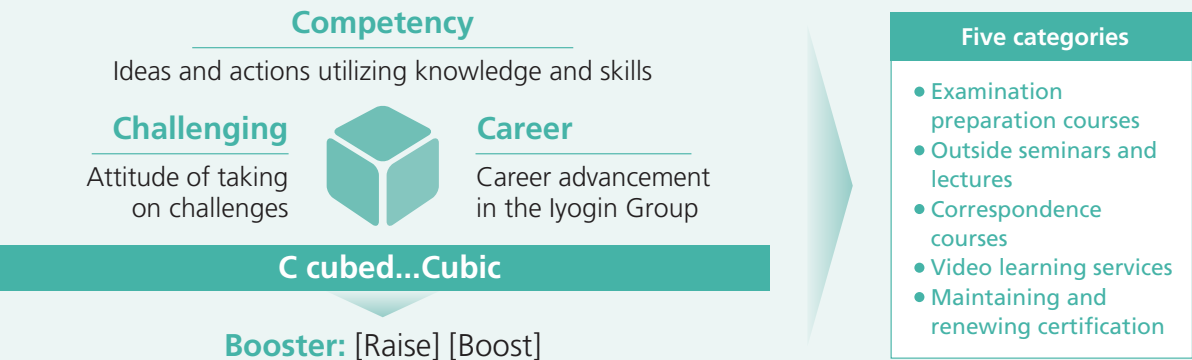 Competency
Ideas and actions utilizing knowledge and skills
Challenging
Attitude of taking
on challenges
Career
Career advancement
in the Iyogin Group
C cubed...Cubic
Booster: [Raise] [Boost]
Five categories
● Examination
preparation courses
● Outside seminars and
lectures
● Correspondence
courses
● Video learning services
● Maintaining and
renewing certification